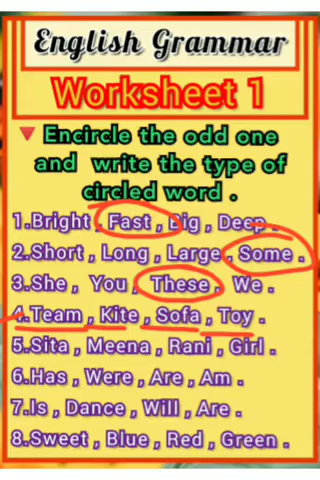 English Grammar
Worksheet 1
Encircle the odd one
and write the type of
circled word .
1.Bright , Fast , Big , Deep .
2.Short , Long , Large , Some .
3.She , You , These . We .
4.Team , Kite , Sofa , Toy .
5.Sita , Meena , Rani , Girl .
6.Has , Were , Are , Am .
7.Is , Dance , Will , Are .
8.Sweet , Blue , Red , Green .